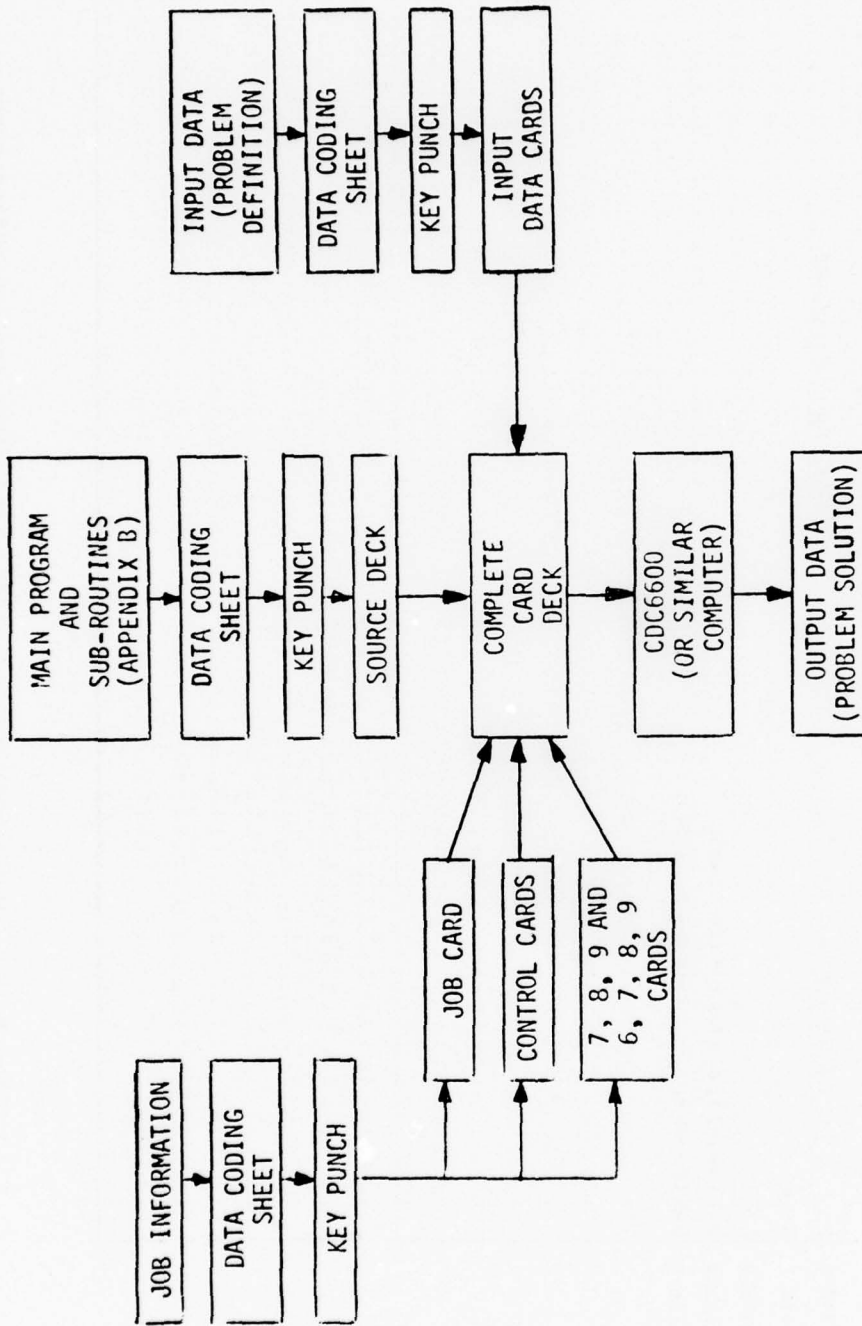 JOB INFORMATION
DATA CODING
SHEET
KEY PUNCH
JOB CARD
CONTROL CARDS
7, 8, 9 AND
6, 7, 8, 9
CARDS
MAIN PROGRAM
AND
SUB-ROUTINES
(APPENDIX B)
DATA CODING
SHEET
KEY PUNCH
SOURCE DECK
COMPLETE
CARD
DECK
CDC6600
(OR SIMILAR
COMPUTER)
OUTPUT DATA
(PROBLEM SOLUTION)
INPUT DATA
(PROBLEM
DEFINITION)
DATA CODING
SHEET
KEY PUNCH
INPUT
DATA CARDS